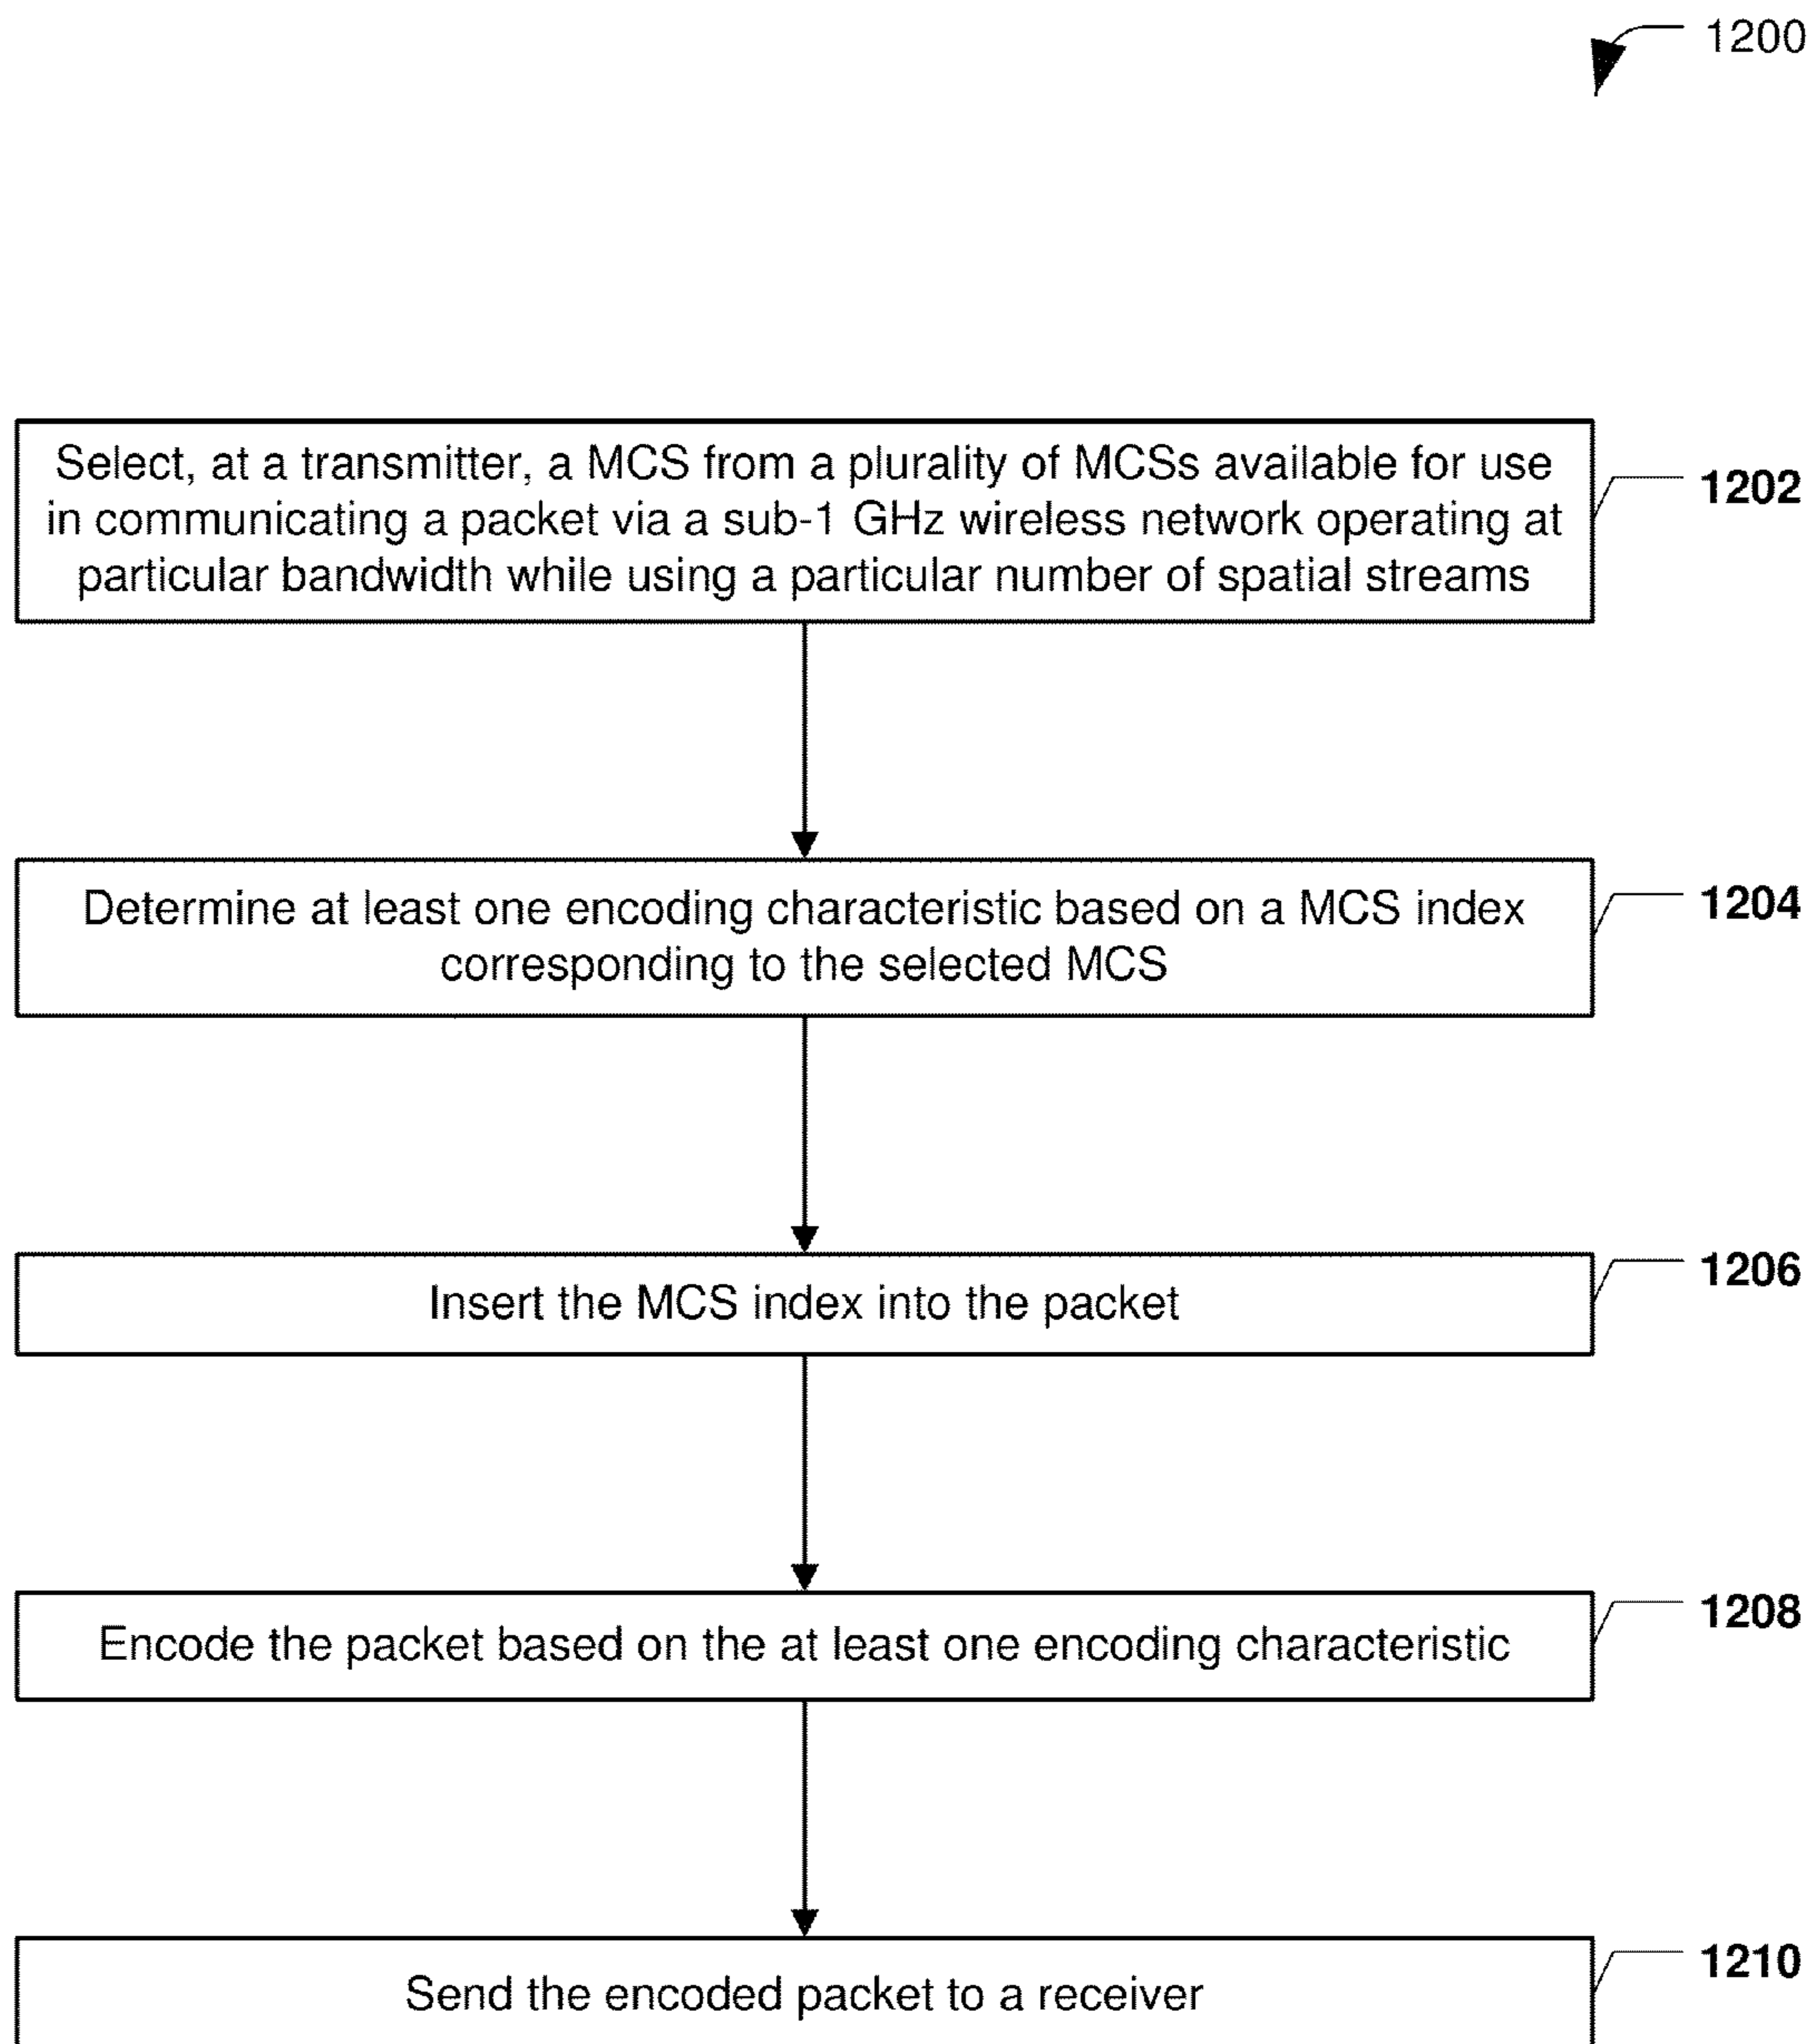 1200
Select, at a transmitter, a MCS from a plurality of MCSs available for use
in communicating a packet via a sub-1 GHz wireless network operating at
particular bandwidth while using a particular number of spatial streams
1202
Determine at least one encoding characteristic based on a MCS index
corresponding to the selected MCS
1204
Insert the MCS index into the packet
1206
Encode the packet based on the at least one encoding characteristic
1208
Send the encoded packet to a receiver
1210